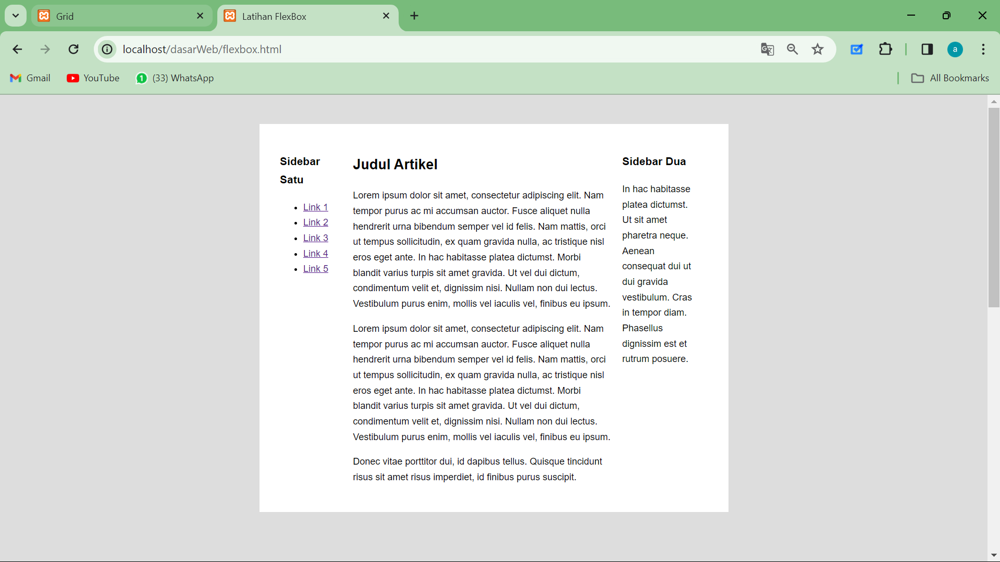 Grid
Latihan FlexBox
localhost/dasarWeb/flexbox.html
a
Gmail
YouTube
1
(33) WhatsApp
All Bookmarks
Sidebar
Satu
Link 1
Link 2
Link 3
Link 4
Link 5
Judul Artikel
Lorem ipsum dolor sit amet, consectetur adipiscing elit. Nam
tempor purus ac mi accumsan auctor. Fusce aliquet nulla
hendrerit urna bibendum semper vel id felis. Nam mattis, orci
ut tempus sollicitudin, ex quam gravida nulla, ac tristique nisl
eros eget ante. In hac habitasse platea dictumst. Morbi
blandit varius turpis sit amet gravida. Ut vel dui dictum,
condimentum velit et, dignissim nisi. Nullam non dui lectus.
Vestibulum purus enim, mollis vel iaculis vel, finibus eu ipsum.
Lorem ipsum dolor sit amet, consectetur adipiscing elit. Nam
tempor purus ac mi accumsan auctor. Fusce aliquet nulla
hendrerit urna bibendum semper vel id felis. Nam mattis, orci
ut tempus sollicitudin, ex quam gravida nulla, ac tristique nisl
eros eget ante. In hac habitasse platea dictumst. Morbi
blandit varius turpis sit amet gravida. Ut vel dui dictum,
condimentum velit et, dignissim nisi. Nullam non dui lectus.
Vestibulum purus enim, mollis vel iaculis vel, finibus eu ipsum.
Donec vitae porttitor dui, id dapibus tellus. Quisque tincidunt
risus sit amet risus imperdiet, id finibus purus suscipit.
Sidebar Dua
In hac habitasse
platea dictumst.
Ut sit amet
pharetra neque.
Aenean
consequat dui ut
dui gravida
vestibulum. Cras
in tempor diam.
Phasellus
dignissim est et
rutrum posuere.